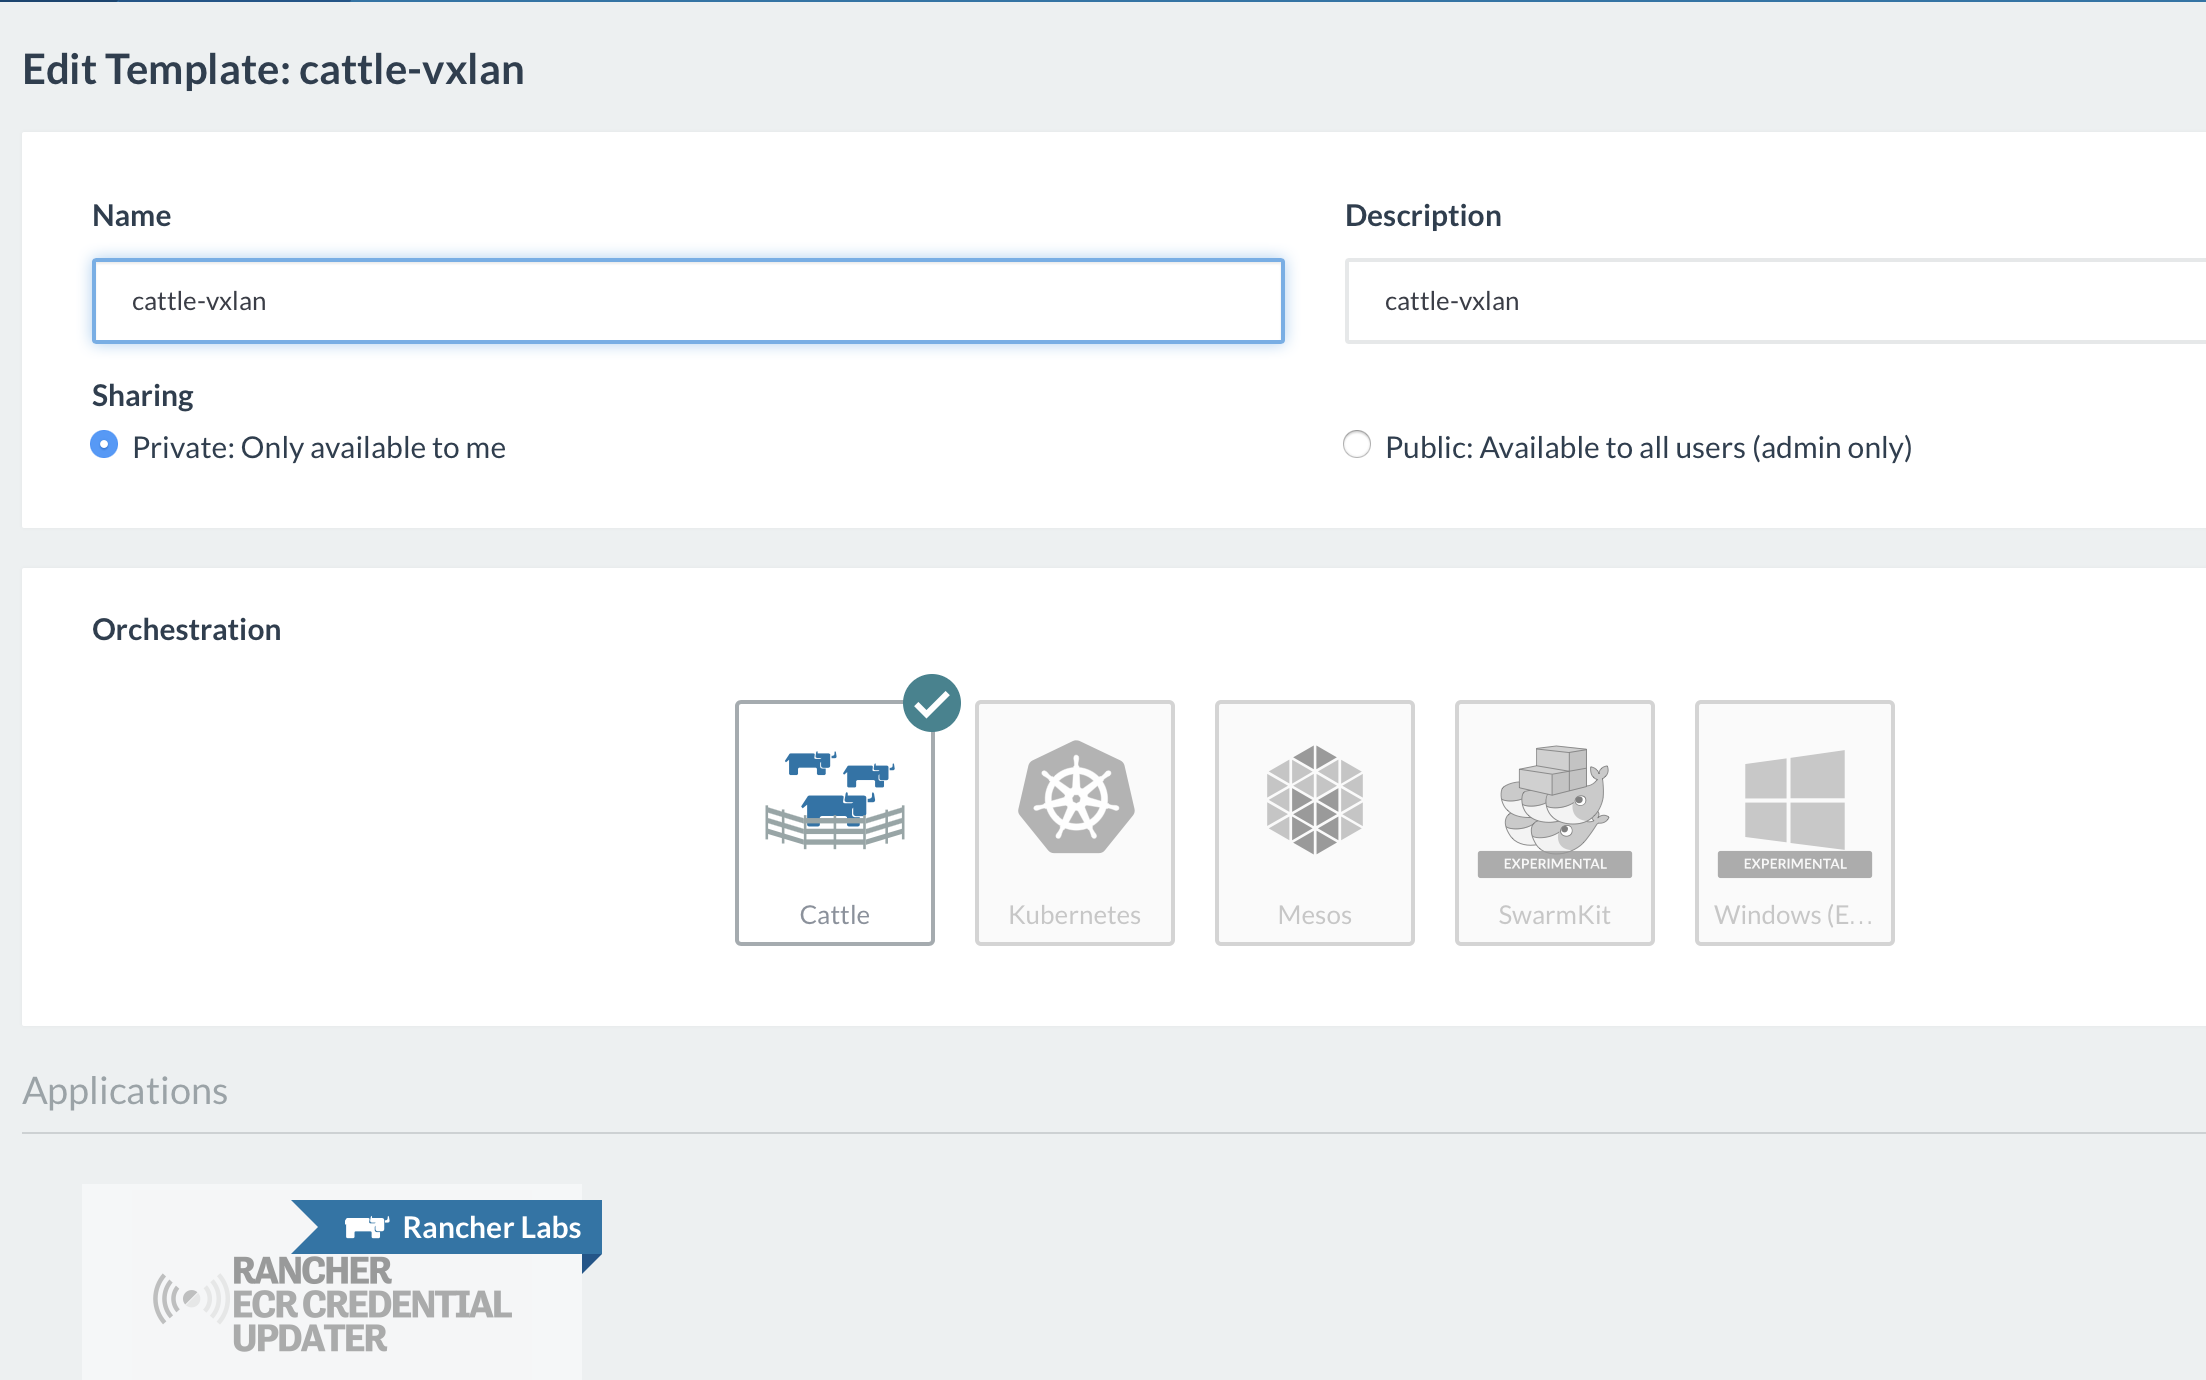 Edit Template: cattle-vxlan
Name
Description
cattle-vxlan
cattle-vxlan
Sharing
Private: Only available to me
Public: Available to all users (admin only)
Orchestration
EXPERIMENTAL
EXPERIMENTAL
Cattle
Kubernetes
Mesos
SwarmKit
Windows (E...
Applications
Rancher Labs
RANCHER
ECR CREDENTIAL
UPDATER